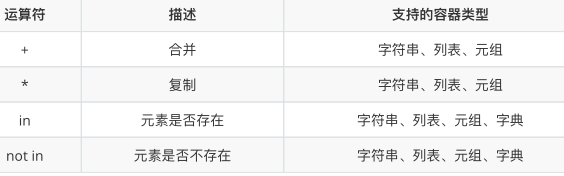 运算符 描述 支持的容器类型
+ 合并 字符串、列表、元组
* 复制 字符串、列表、元组
in 元素是否存在 字符串、列表、元组、字典
not in 元素是否不存在 字符串、列表、元组、字典